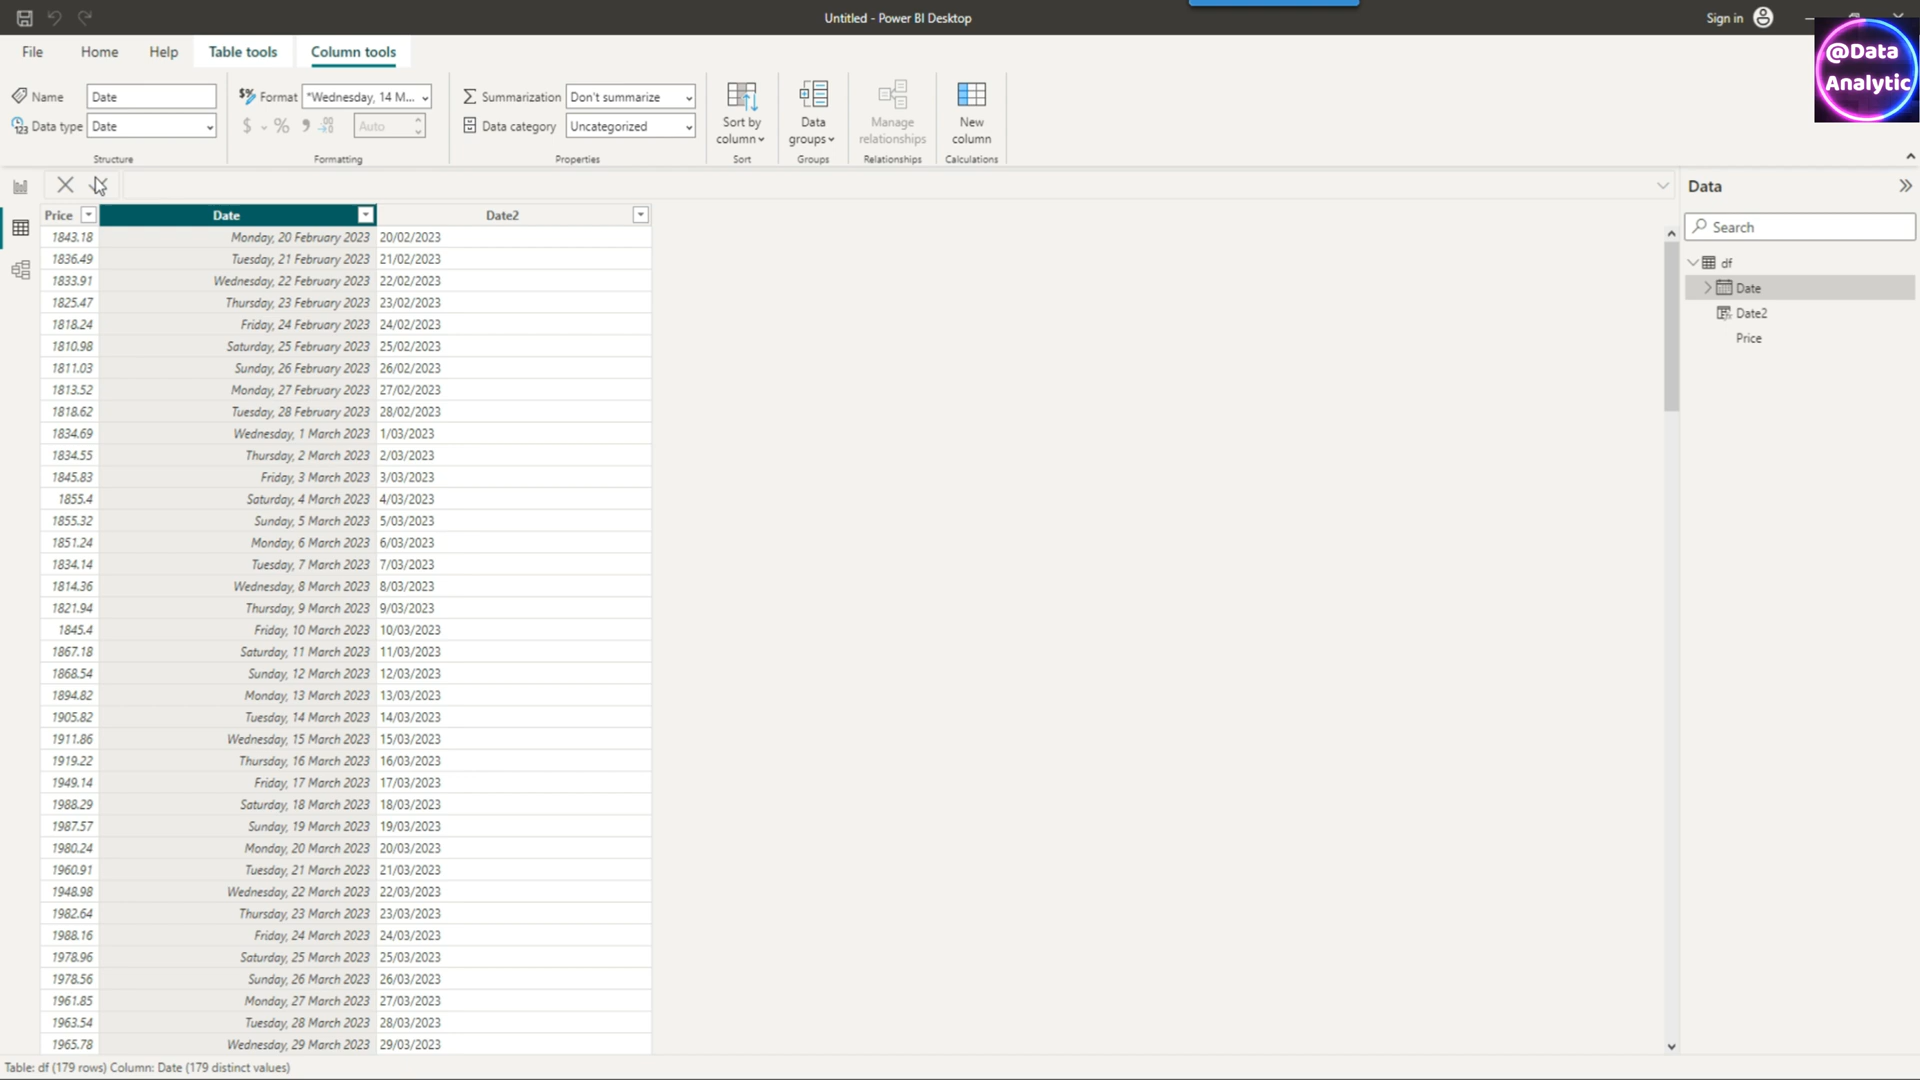 Untitled - Power BI Desktop
Sign in
@Data
Analytic
File Home Help Table tools Column tools
Name Date
Data type Date
Structure
Format *Wednesday, 14 M...
$ % 9 Auto
Formatting
Summarization Don't summarize
Data category Uncategorized
Properties
Sort by
column
Sort
Data
groups
Groups
Manage
relationships
Relationships
New
column
Calculations
Data
Search
df
Date
Date2
Price
Price Date Date2
1843.18 Monday, 20 February 2023 20/02/2023
1836.49 Tuesday, 21 February 2023 21/02/2023
1833.91 Wednesday, 22 February 2023 22/02/2023
1825.47 Thursday, 23 February 2023 23/02/2023
1818.24 Friday, 24 February 2023 24/02/2023
1810.98 Saturday, 25 February 2023 25/02/2023
1811.03 Sunday, 26 February 2023 26/02/2023
1813.52 Monday, 27 February 2023 27/02/2023
1818.62 Tuesday, 28 February 2023 28/02/2023
1834.69 Wednesday, 1 March 2023 1/03/2023
1834.55 Thursday, 2 March 2023 2/03/2023
1845.83 Friday, 3 March 2023 3/03/2023
1855.4 Saturday, 4 March 2023 4/03/2023
1855.32 Sunday, 5 March 2023 5/03/2023
1851.24 Monday, 6 March 2023 6/03/2023
1834.14 Tuesday, 7 March 2023 7/03/2023
1814.36 Wednesday, 8 March 2023 8/03/2023
1821.94 Thursday, 9 March 2023 9/03/2023
1845.4 Friday, 10 March 2023 10/03/2023
1867.18 Saturday, 11 March 2023 11/03/2023
1868.54 Sunday, 12 March 2023 12/03/2023
1894.82 Monday, 13 March 2023 13/03/2023
1905.82 Tuesday, 14 March 2023 14/03/2023
1911.86 Wednesday, 15 March 2023 15/03/2023
1919.22 Thursday, 16 March 2023 16/03/2023
1949.14 Friday, 17 March 2023 17/03/2023
1988.29 Saturday, 18 March 2023 18/03/2023
1987.57 Sunday, 19 March 2023 19/03/2023
1980.24 Monday, 20 March 2023 20/03/2023
1960.91 Tuesday, 21 March 2023 21/03/2023
1948.98 Wednesday, 22 March 2023 22/03/2023
1982.64 Thursday, 23 March 2023 23/03/2023
1988.16 Friday, 24 March 2023 24/03/2023
1978.96 Saturday, 25 March 2023 25/03/2023
1978.56 Sunday, 26 March 2023 26/03/2023
1961.85 Monday, 27 March 2023 27/03/2023
1963.54 Tuesday, 28 March 2023 28/03/2023
1965.78 Wednesday, 29 March 2023 29/03/2023
Table: df (179 rows) Column: Date (179 distinct values)